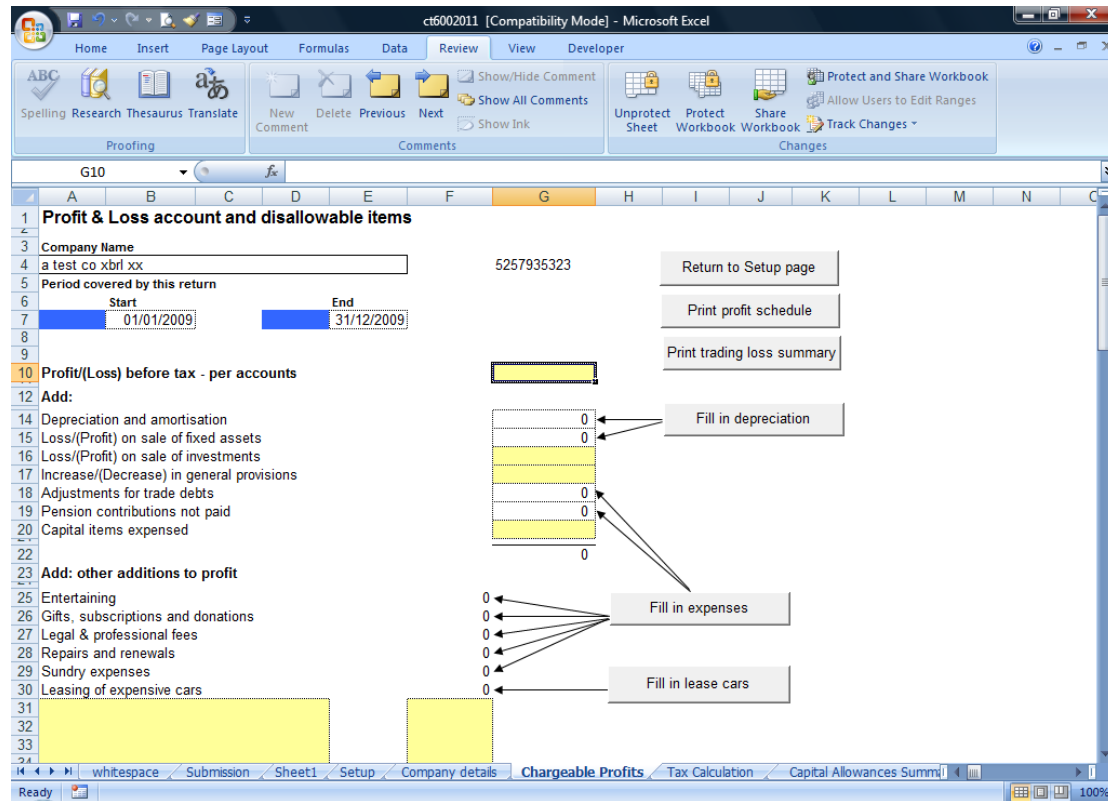 ct6002011 [Compatibility Mode] - Microsoft Excel
Home Insert Page Layout Formulas Data Review View Developer
ABC
Spelling Research Thesaurus Translate
New Comment Delete Previous Next
Show/Hide Comment
Show All Comments
Show Ink
Unprotect Sheet Protect Workbook Share Workbook
Protect and Share Workbook
Allow Users to Edit Ranges
Track Changes
Proofing Comments Changes
G10 fx
A B C D E F G H I J K L M N
1 Profit & Loss account and disallowable items
3 Company Name
4 a test co xbrl xx 5257935323 Return to Setup page
5 Period covered by this return
6 Start End
7 01/01/2009 31/12/2009 Print profit schedule
8
9 Print trading loss summary
10 Profit/(Loss) before tax - per accounts
12 Add:
14 Depreciation and amortisation 0 Fill in depreciation
15 Loss/(Profit) on sale of fixed assets 0
16 Loss/(Profit) on sale of investments
17 Increase/(Decrease) in general provisions
18 Adjustments for trade debts 0
19 Pension contributions not paid 0
20 Capital items expensed
22 0
23 Add: other additions to profit
25 Entertaining 0 Fill in expenses
26 Gifts, subscriptions and donations 0
27 Legal & professional fees 0
28 Repairs and renewals 0
29 Sundry expenses 0
30 Leasing of expensive cars 0 Fill in lease cars
31
32
33
whitespace Submission Sheet1 Setup Company details Chargeable Profits Tax Calculation Capital Allowances
Ready 100%